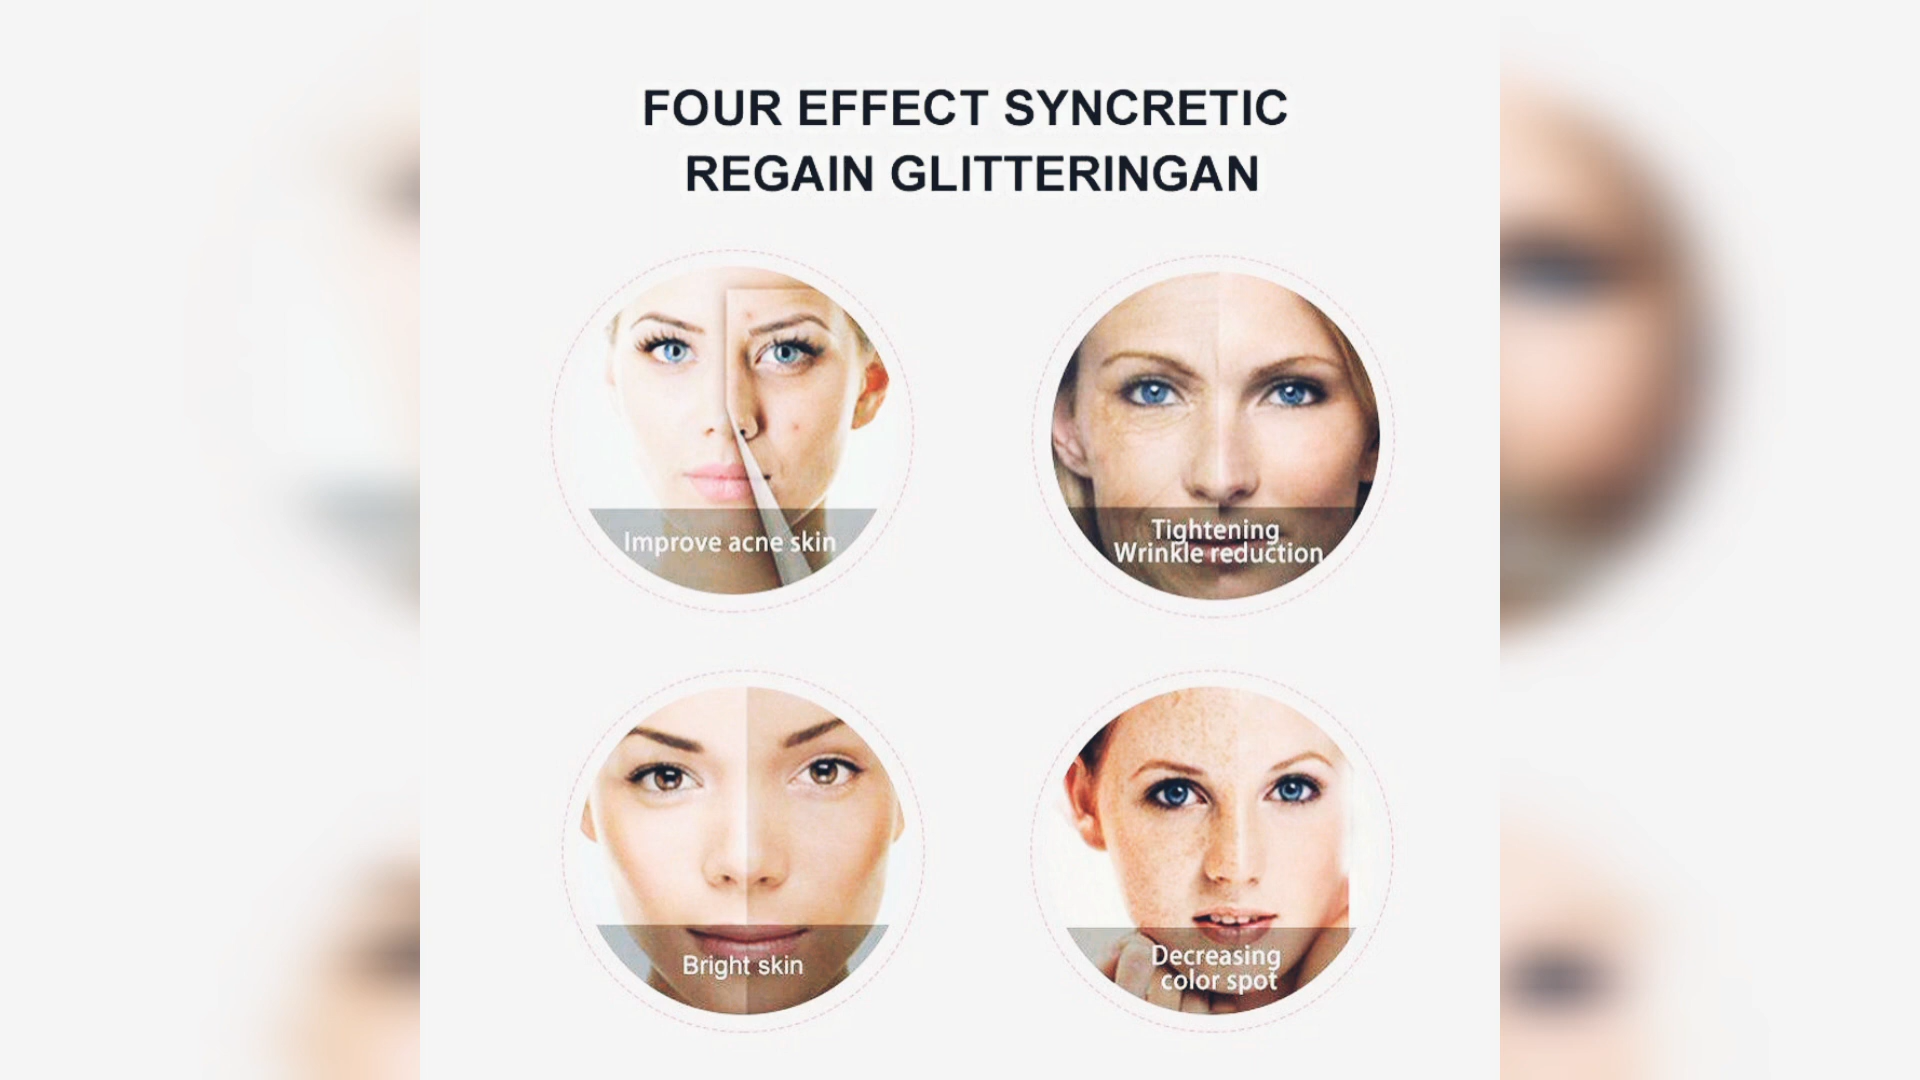 FOUR EFFECT SYNCRETIC
REGAIN GLITTERINGAN
Improve acne skin
Tightening
Wrinkle reduction
Bright skin
Decreasing
color spot